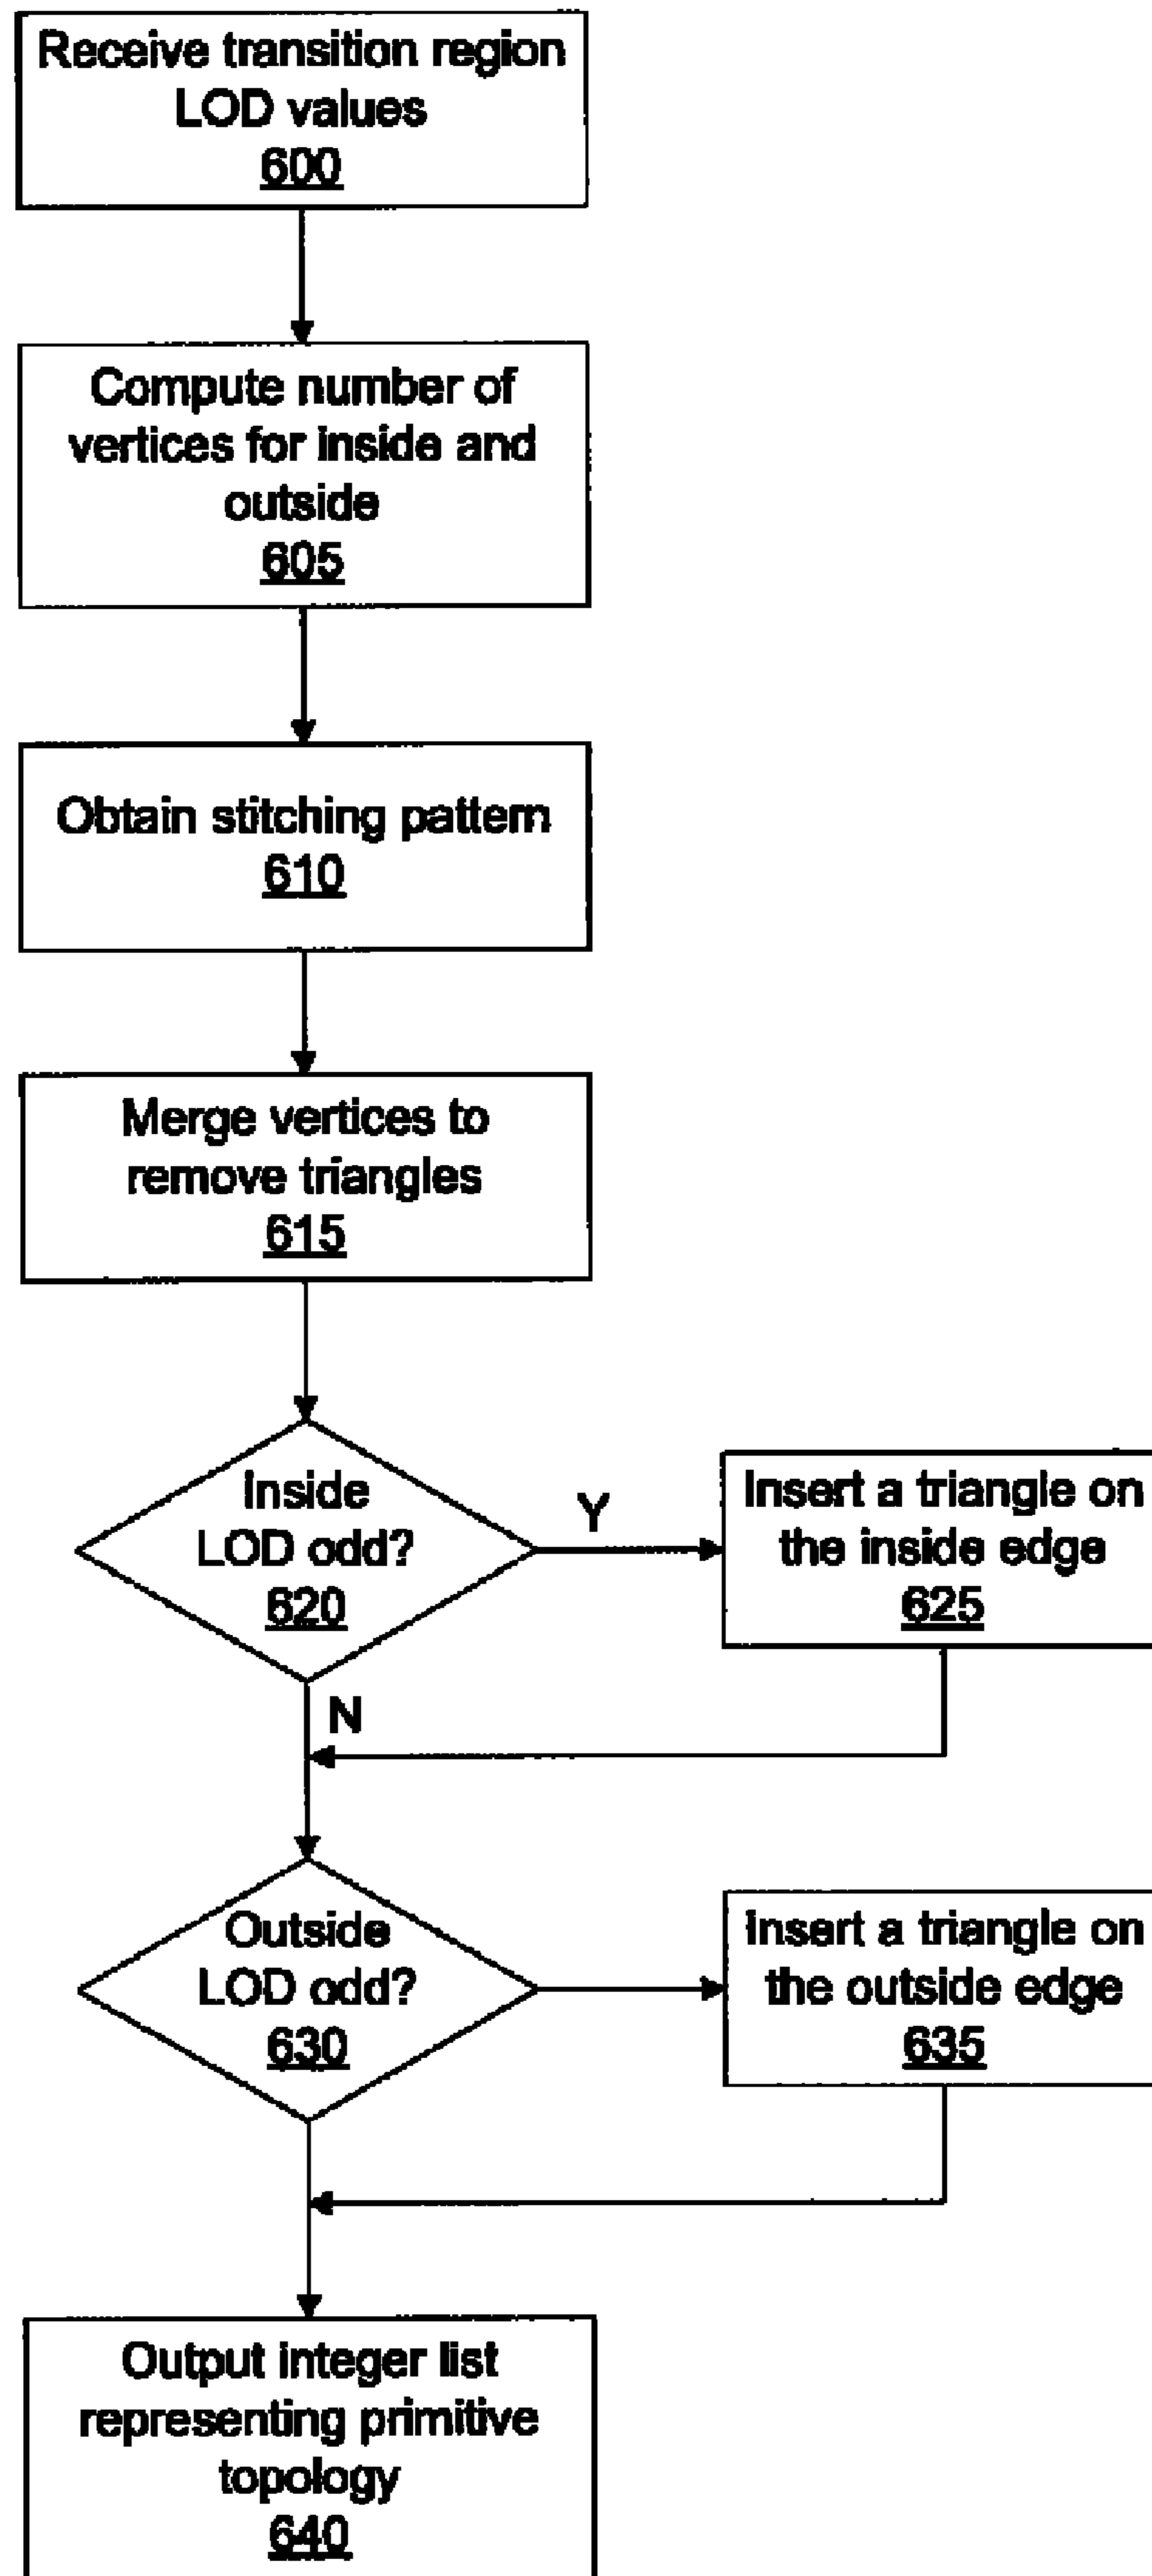 Receive transition region
LOD values
600
Compute number of
vertices for inside and
outside
605
Obtain stitching pattern
610
Merge vertices to
remove triangles
615
Inside
LOD odd?
620
Y
Insert a triangle on
the inside edge
625
N
Outside
LOD odd?
630
Insert a triangle on
the outside edge
635
Output integer list
representing primitive
topology
640